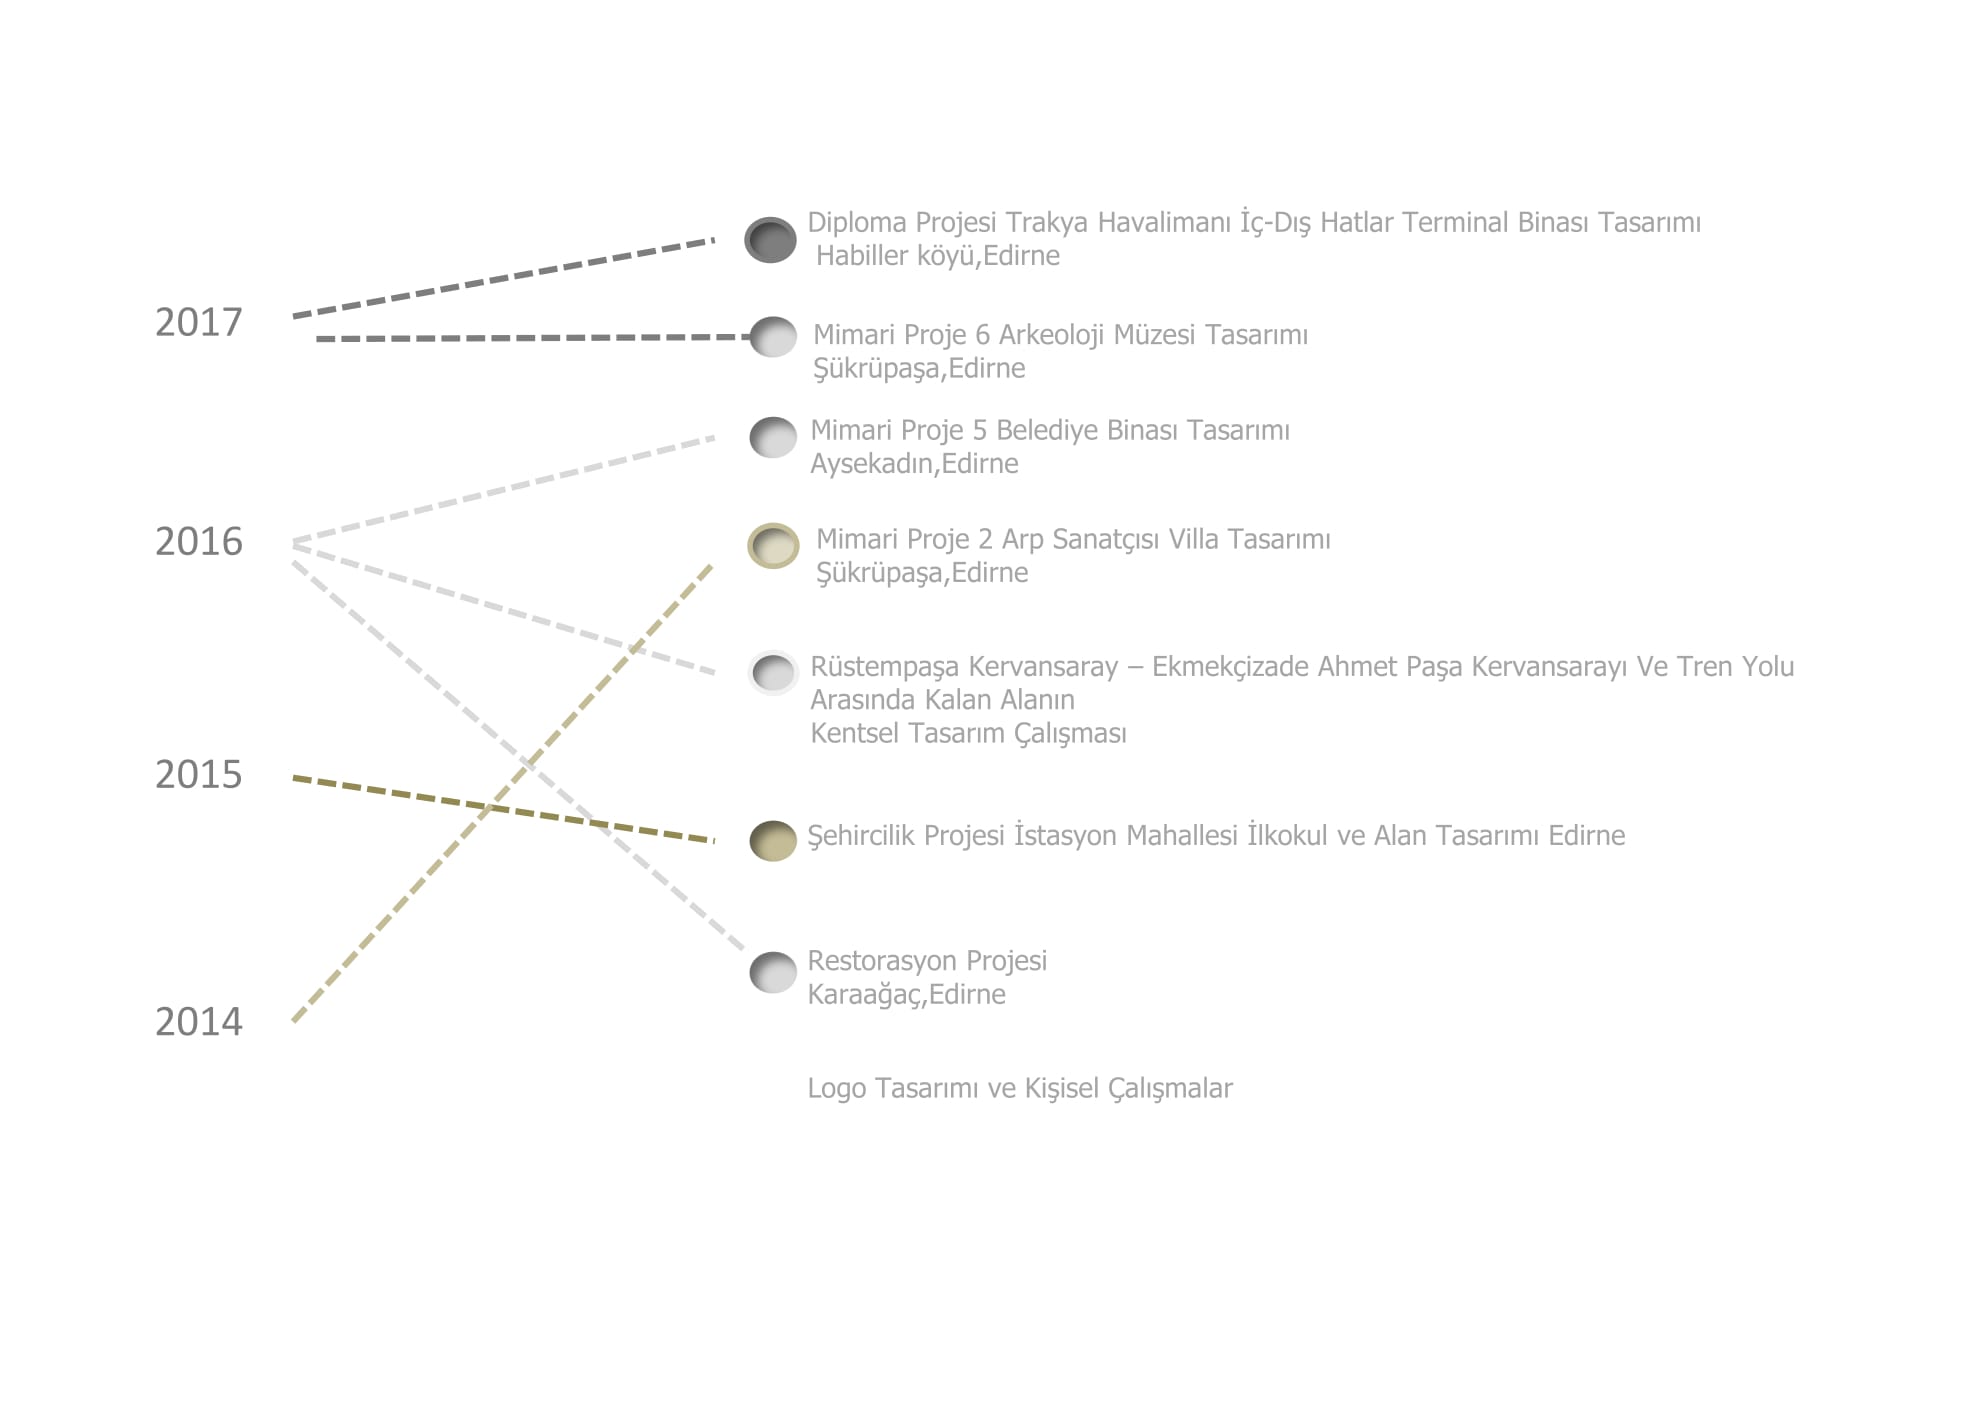 Diploma Projesi Trakya Havalimanı İç-Dış Hatlar Terminal Binası Tasarımı
Habiller köyü,Edirne
2017
Mimari Proje 6 Arkeoloji Müzesi Tasarımı
Şükrüpaşa,Edirne
Mimari Proje 5 Belediye Binası Tasarımı
Aysekadın,Edirne
2016
Mimari Proje 2 Arp Sanatçısı Villa Tasarımı
Şükrüpaşa,Edirne
Rüstempaşa Kervansaray – Ekmekçizade Ahmet Paşa Kervansarayı Ve Tren Yolu
Arasında Kalan Alanın
Kentsel Tasarım Çalışması
2015
Şehircilik Projesi İstasyon Mahallesi İlkokul ve Alan Tasarımı Edirne
Restorasyon Projesi
Karaağaç,Edirne
2014
Logo Tasarımı ve Kişisel Çalışmalar